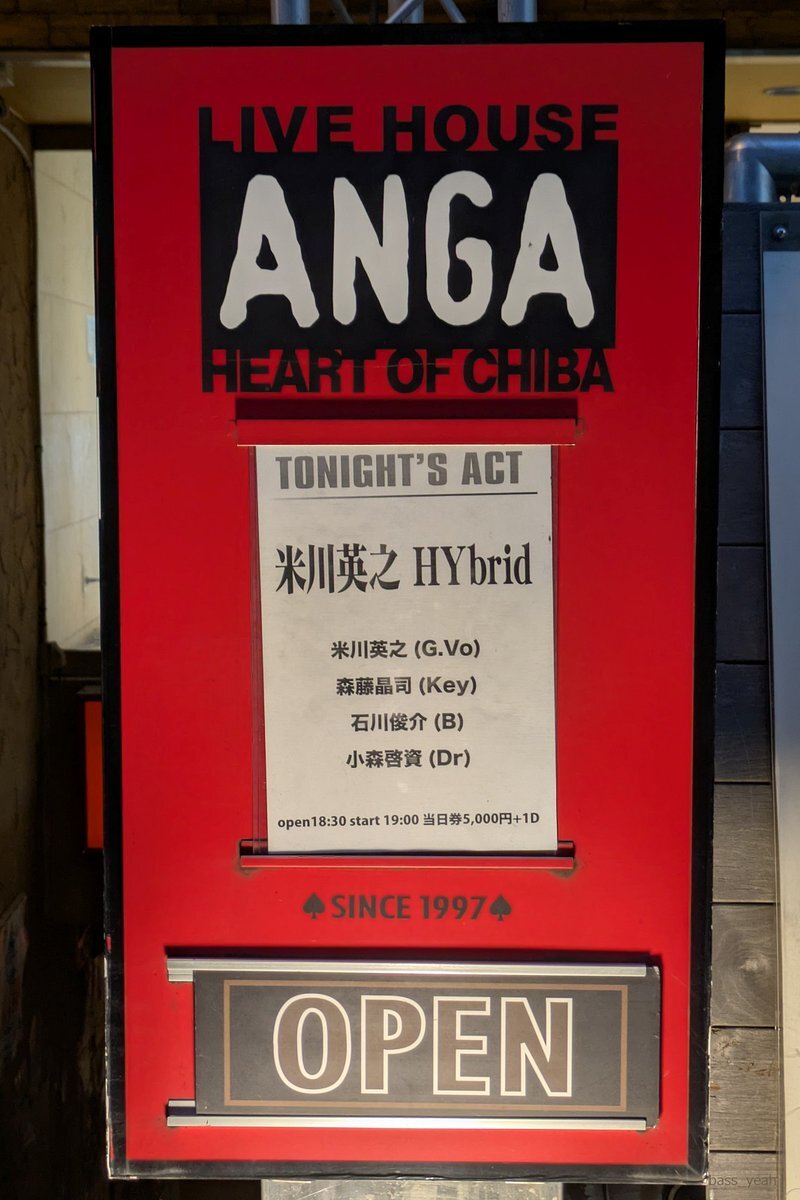 LIVE HOUSE
ANGA
HEART OF CHIBA
TONIGHT'S ACT
米川英之 HYbrid
米川英之 (G.Vo)
森藤晶司 (Key)
石川俊介 (B)
小森啓資 (Dr)
open18:30 start 19:00 当日券5,000円+1D
♠SINCE 1997♠
OPEN
bass_yeah